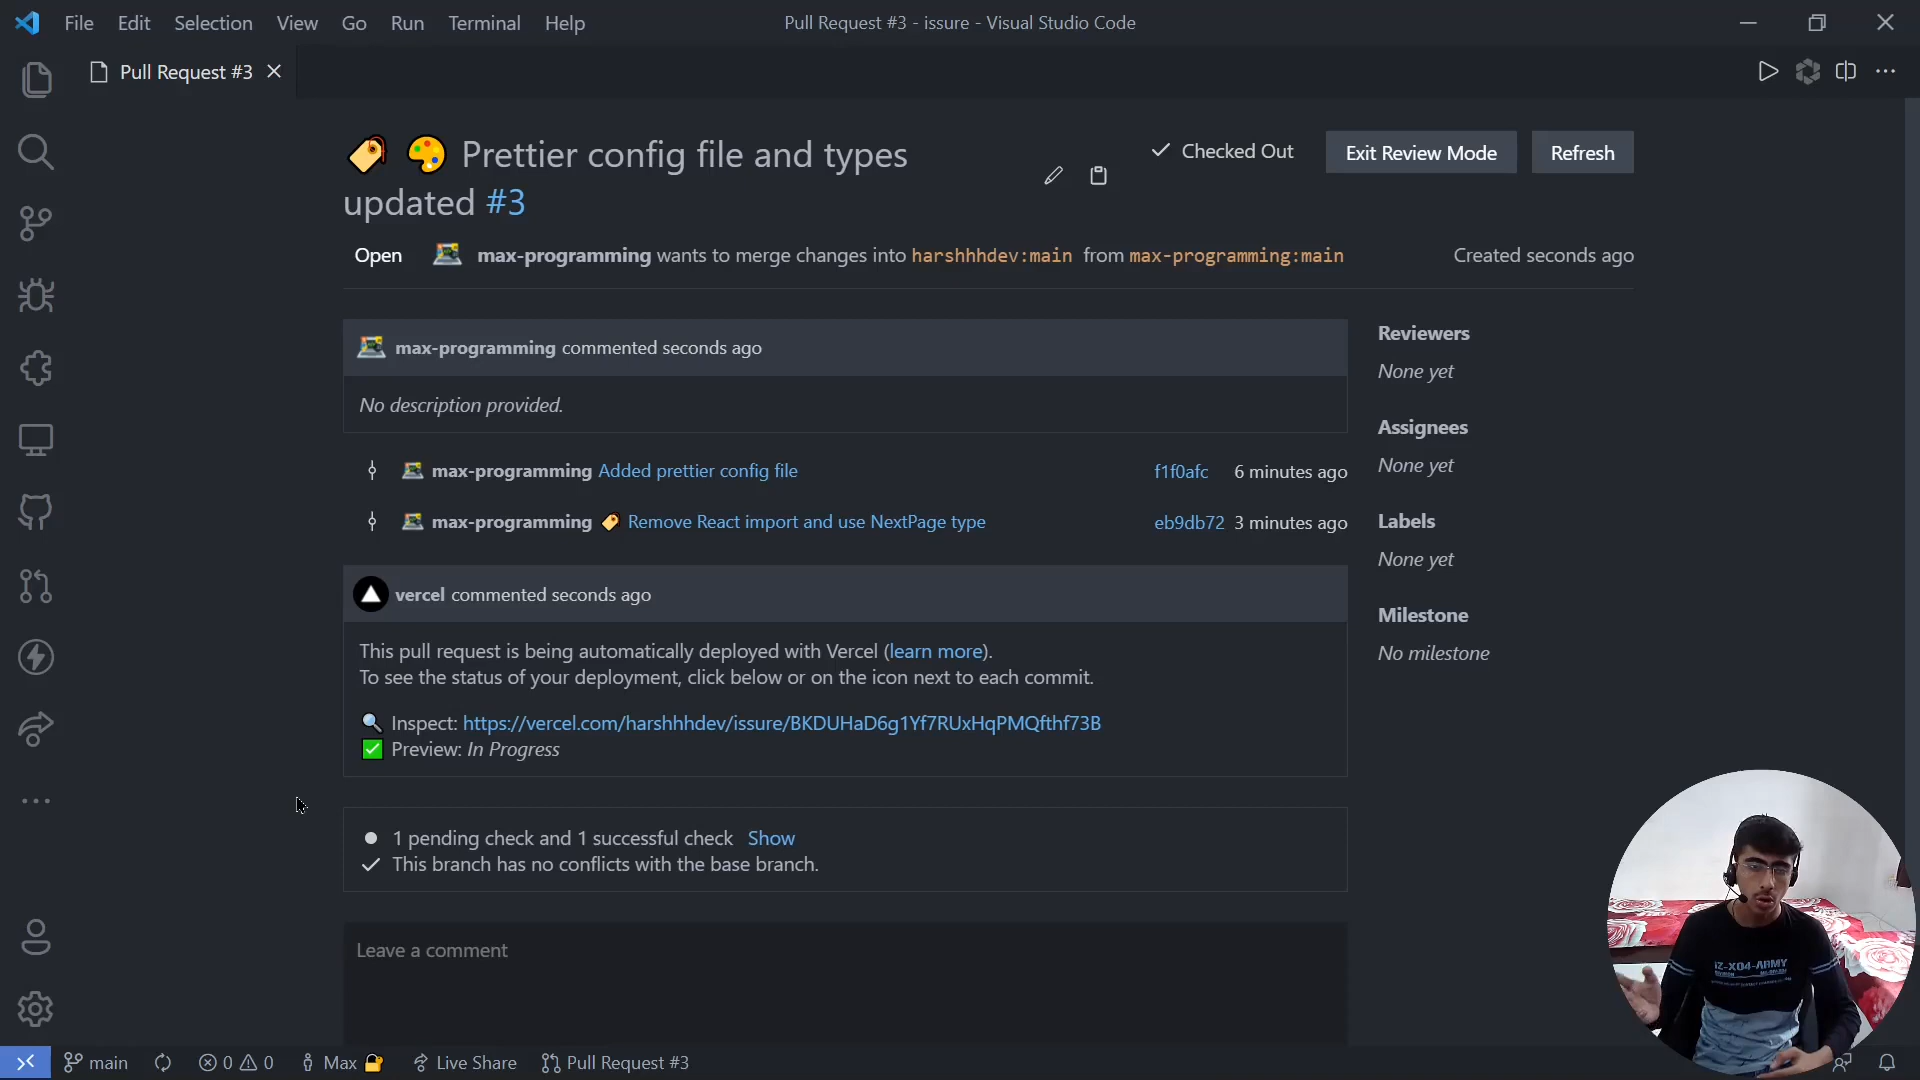 File Edit Selection View Go Run Terminal Help
Pull Request #3 - issure - Visual Studio Code
Pull Request #3
Prettier config file and types
updated #3
Checked Out
Exit Review Mode
Refresh
Open max-programming wants to merge changes into harshhhdev:main from max-programming:main Created seconds ago
max-programming commented seconds ago
No description provided.
max-programming Added prettier config file f1f0afc 6 minutes ago
max-programming Remove React import and use NextPage type eb9db72 3 minutes ago
vercel commented seconds ago
This pull request is being automatically deployed with Vercel (learn more).
To see the status of your deployment, click below or on the icon next to each commit.
Inspect: https://vercel.com/harshhhdev/issure/BKDUHaD6g1Yf7RUxHqPMQfthf73B
Preview: In Progress
1 pending check and 1 successful check Show
This branch has no conflicts with the base branch.
Leave a comment
Reviewers
None yet
Assignees
None yet
Labels
None yet
Milestone
No milestone
iZ-X04-ARMY
main 0 0 Max Live Share Pull Request #3